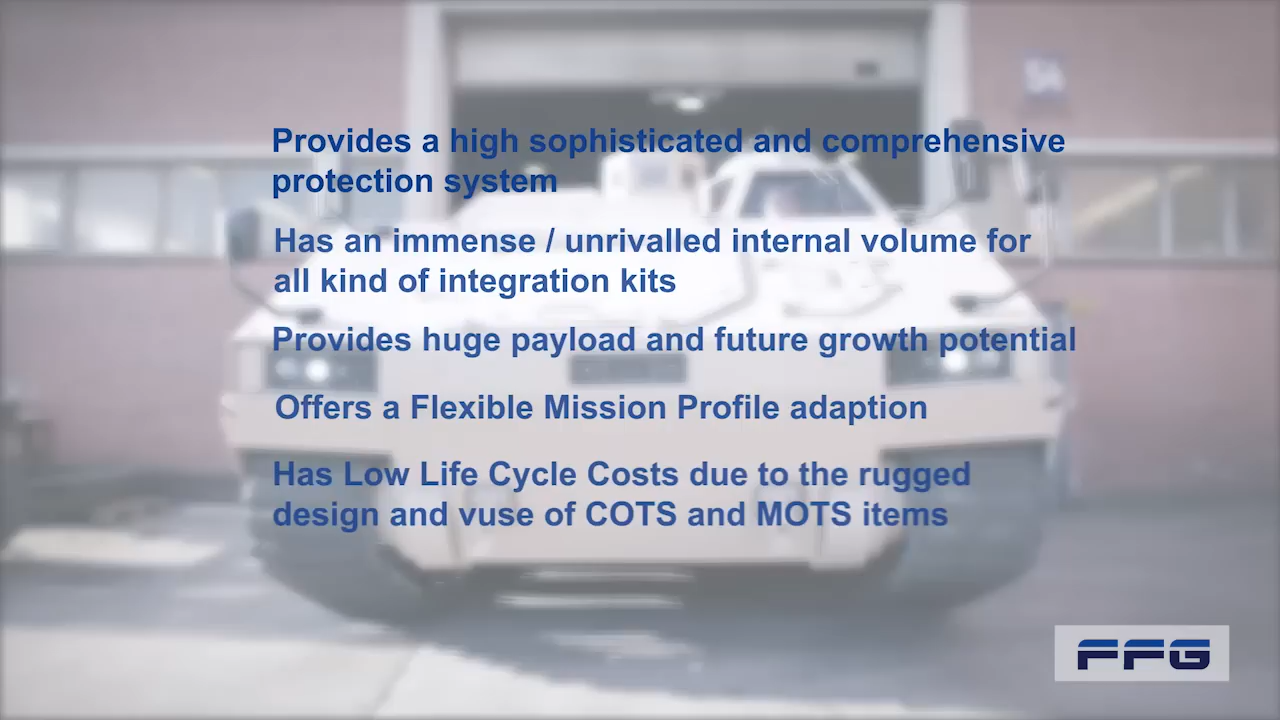 54
Provides a high sophisticated and comprehensive
protection system
Has an immense / unrivalled internal volume for
all kind of integration kits
Provides huge payload and future growth potential
Offers a Flexible Mission Profile adaption
Has Low Life Cycle Costs due to the rugged
design and vuse of COTS and MOTS items
FFG